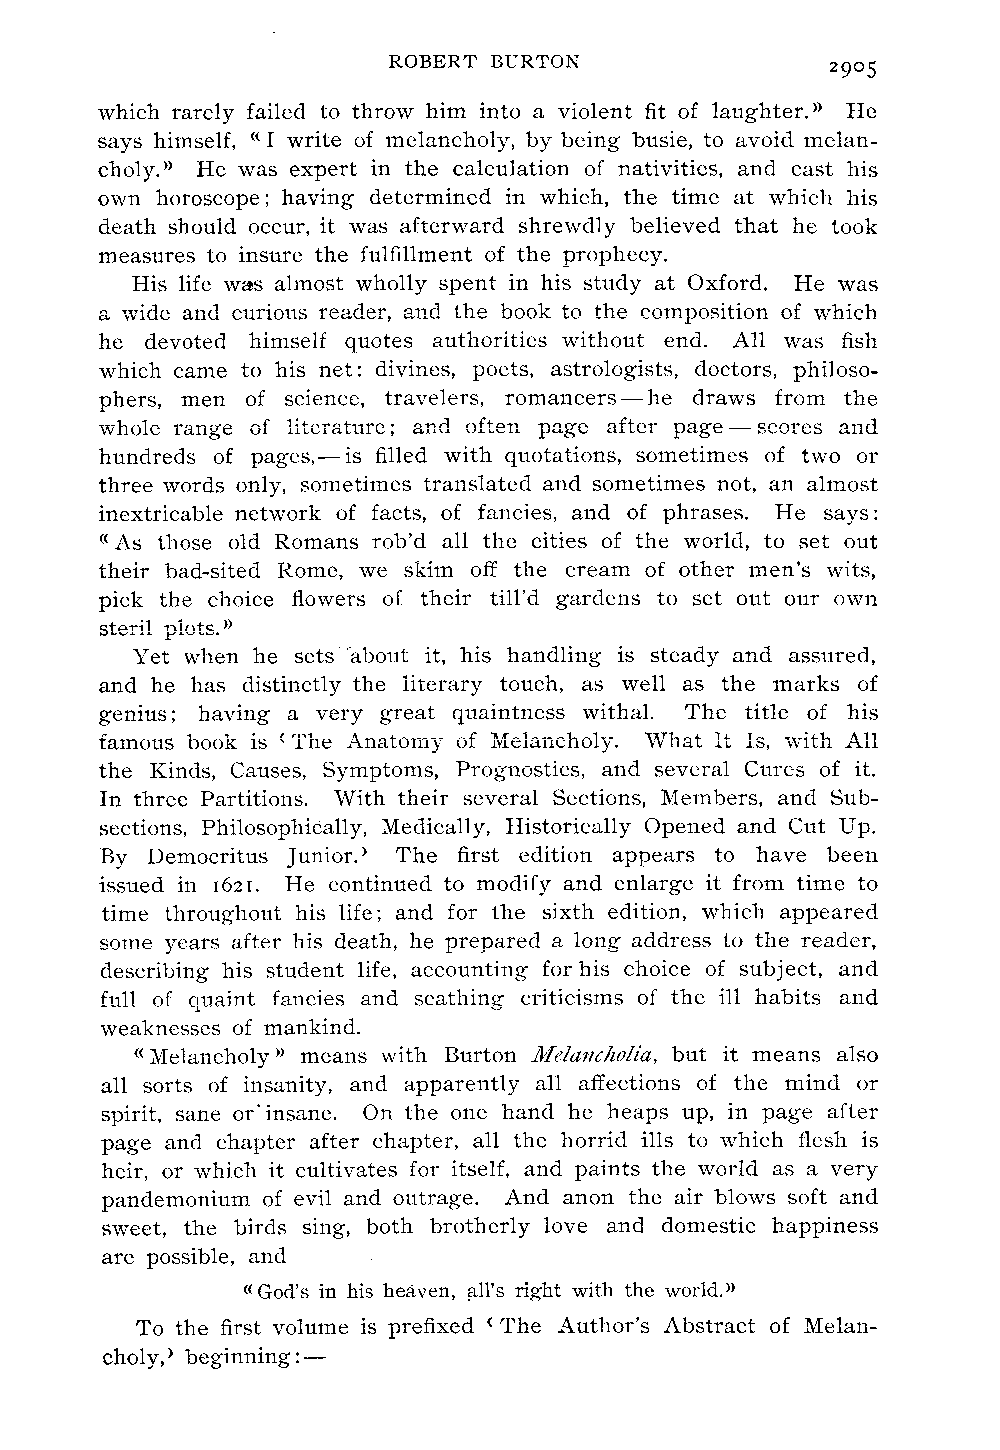 ROBERT BURTON
2905
which rarely failed to throw him into a violent fit of laughter.” He
says himself, “I write of melancholy, by being busie, to avoid melan-
choly.” He was expert in the calculation of nativities, and cast his
own horoscope; having determined in which, the time at which his
death should occur, it was afterward shrewdly believed that he took
measures to insure the fulfillment of the prophecy.
His life was almost wholly spent in his study at Oxford. He was
a wide and curious reader, and the book to the composition of which
he devoted himself quotes authorities without end. All was fish
which came to his net: divines, poets, astrologists, doctors, philoso-
phers, men of science, travelers, romancers—he draws from the
whole range of literature; and often page after page—scores and
hundreds of pages,—is filled with quotations, sometimes of two or
three words only, sometimes translated and sometimes not, an almost
inextricable network of facts, of fancies, and of phrases. He says:
“As those old Romans rob'd all the cities of the world, to set out
their bad-sited Rome, we skim off the cream of other men's wits,
pick the choice flowers of their till'd gardens to set out our own
steril plots.”
Yet when he sets about it, his handling is steady and assured,
and he has distinctly the literary touch, as well as the marks of
genius; having a very great quaintness withal. The title of his
famous book is ‘The Anatomy of Melancholy. What It Is, with All
the Kinds, Causes, Symptoms, Prognostics, and several Cures of it.
In three Partitions. With their several Sections, Members, and Sub-
sections, Philosophically, Medically, Historically Opened and Cut Up.
By Democritus Junior.’ The first edition appears to have been
issued in 1621. He continued to modify and enlarge it from time to
time throughout his life; and for the sixth edition, which appeared
some years after his death, he prepared a long address to the reader,
describing his student life, accounting for his choice of subject, and
full of quaint fancies and scathing criticisms of the ill habits and
weaknesses of mankind.
“Melancholy” means with Burton Melancholia, but it means also
all sorts of insanity, and apparently all affections of the mind or
spirit, sane or insane. On the one hand he heaps up, in page after
page and chapter after chapter, all the horrid ills to which flesh is
heir, or which it cultivates for itself, and paints the world as a very
pandemonium of evil and outrage. And anon the air blows soft and
sweet, the birds sing, both brotherly love and domestic happiness
are possible, and
“God's in his heaven, all's right with the world.”
To the first volume is prefixed ‘The Author's Abstract of Melan-
choly,’ beginning:—